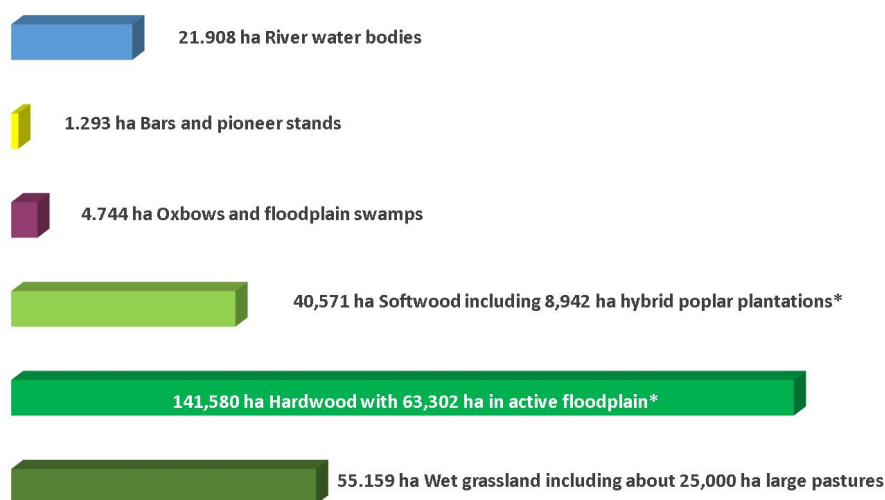 21.908 ha River water bodies
1.293 ha Bars and pioneer stands
4.744 ha Oxbows and floodplain swamps
40,571 ha Softwood including 8,942 ha hybrid poplar plantations*
141,580 ha Hardwood with 63,302 ha in active floodplain*
55.159 ha Wet grassland including about 25,000 ha large pastures